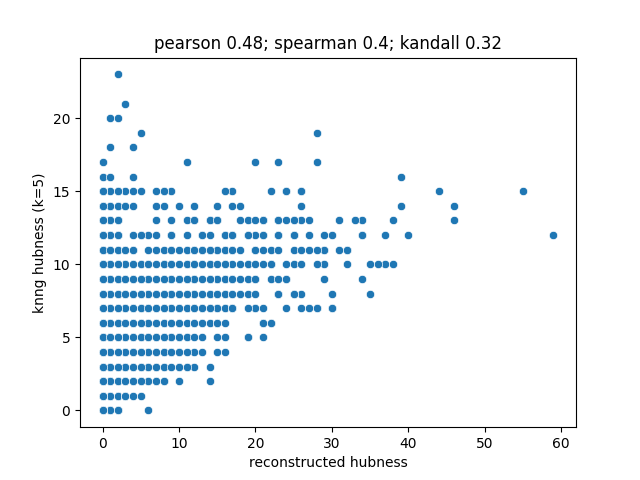 pearson 0.48; spearman 0.4; kandall 0.32
knng hubness (k=5)
20
15
10
5
0
0 10 20 30 40 50 60
reconstructed hubness